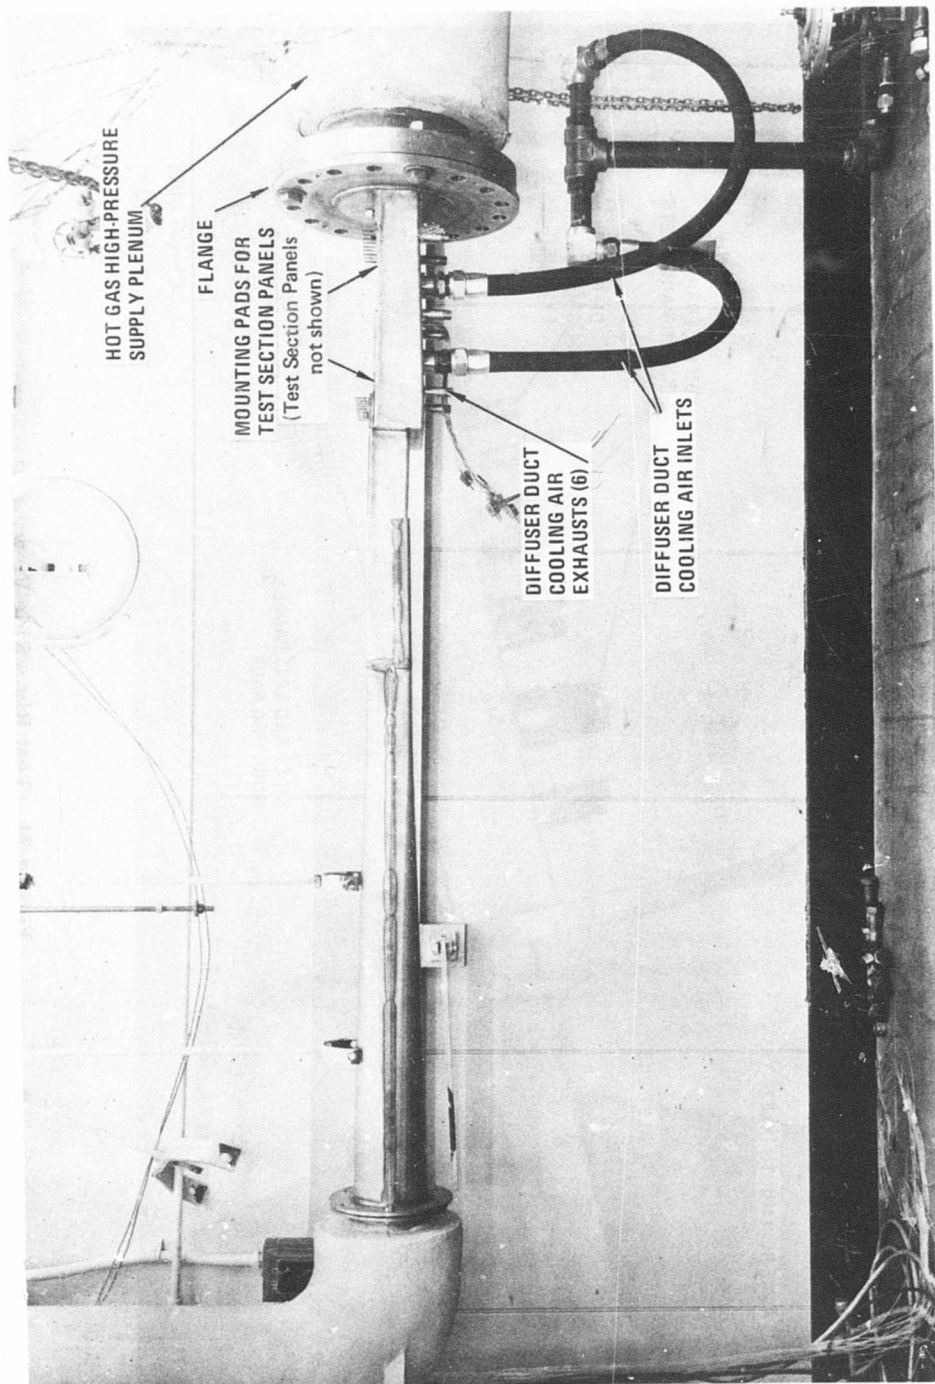 HOT GAS HIGH-PRESSURE
SUPPLY PLENUM
FLANGE
MOUNTING PADS FOR
TEST SECTION PANELS
(Test Section Panels
not shown)
DIFFUSER DUCT
COOLING AIR
EXHAUSTS (6)
DIFFUSER DUCT
COOLING AIR INLETS